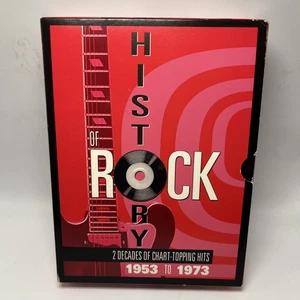 HISTORY
OF
ROCK
2 DECADES OF CHART-TOPPING HITS
1953 TO 1973